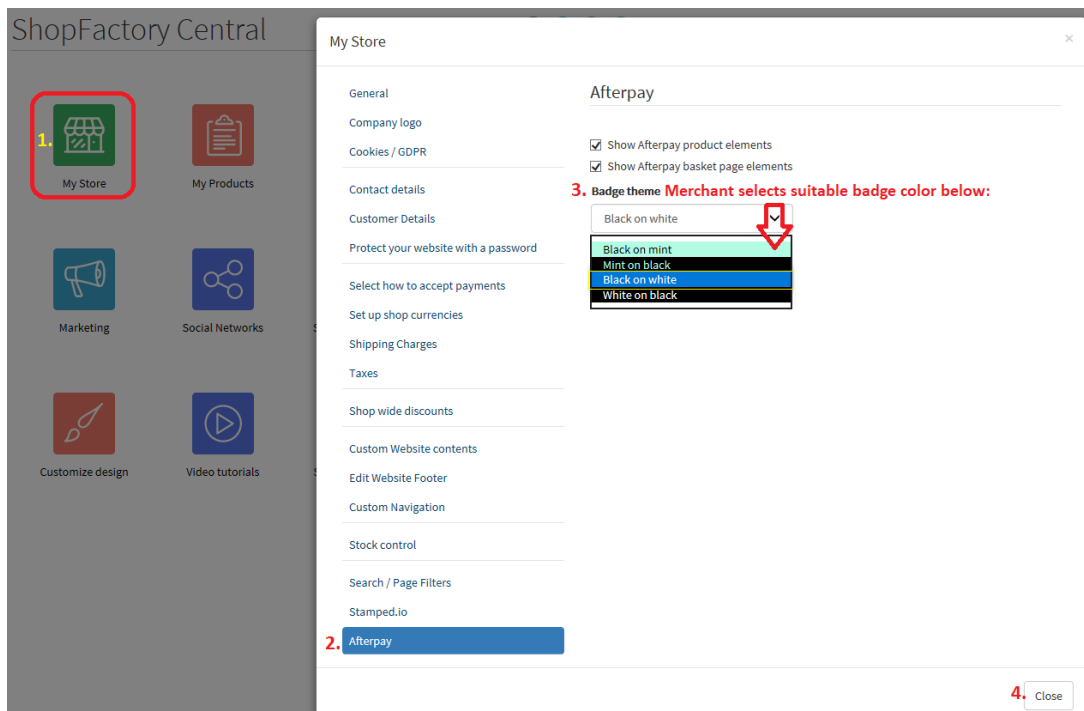 ShopFactory Central
1.
My Store
My Products
Marketing
Social Networks
S
Customize design
Video tutorials
S
My Store
×
General
Company logo
Cookies / GDPR
Contact details
Customer Details
Protect your website with a password
Select how to accept payments
Set up shop currencies
Shipping Charges
Taxes
Shop wide discounts
Custom Website contents
Edit Website Footer
Custom Navigation
Stock control
Search / Page Filters
Stamped.io
2. Afterpay
Afterpay
Show Afterpay product elements
Show Afterpay basket page elements
3. Badge theme Merchant selects suitable badge color below:
Black on white
Black on mint
Mint on black
Black on white
White on black
4. Close